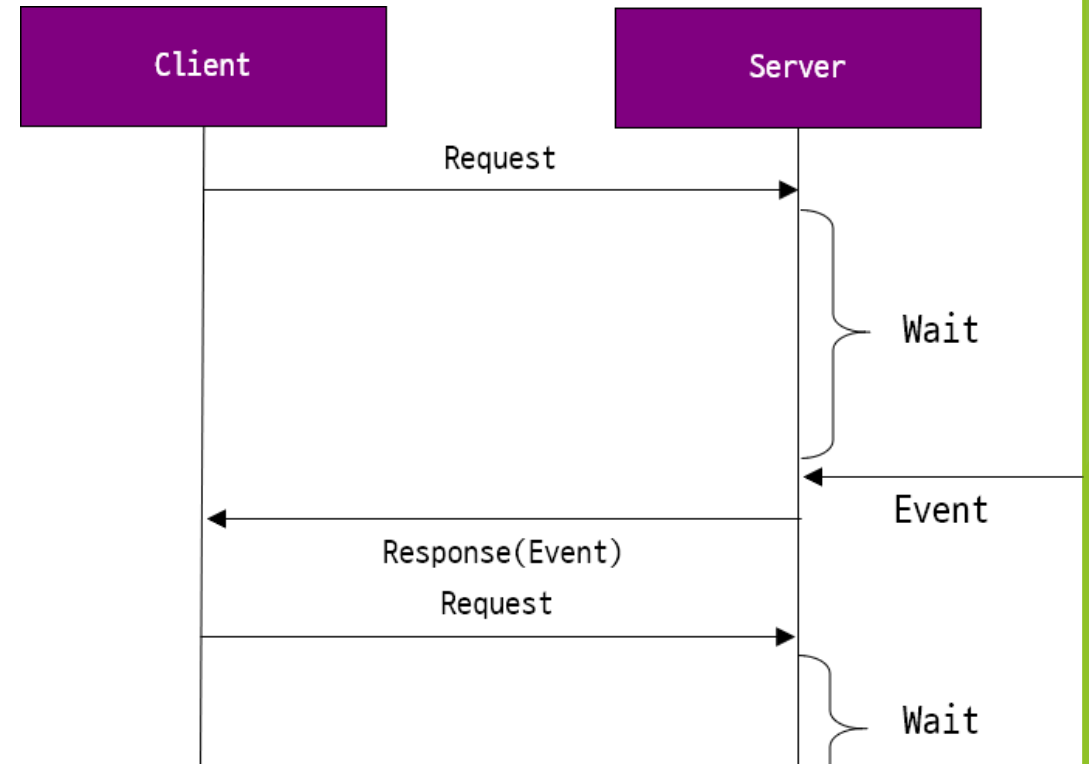 Client
Server
Request
Wait
Event
Response(Event)
Request
Wait